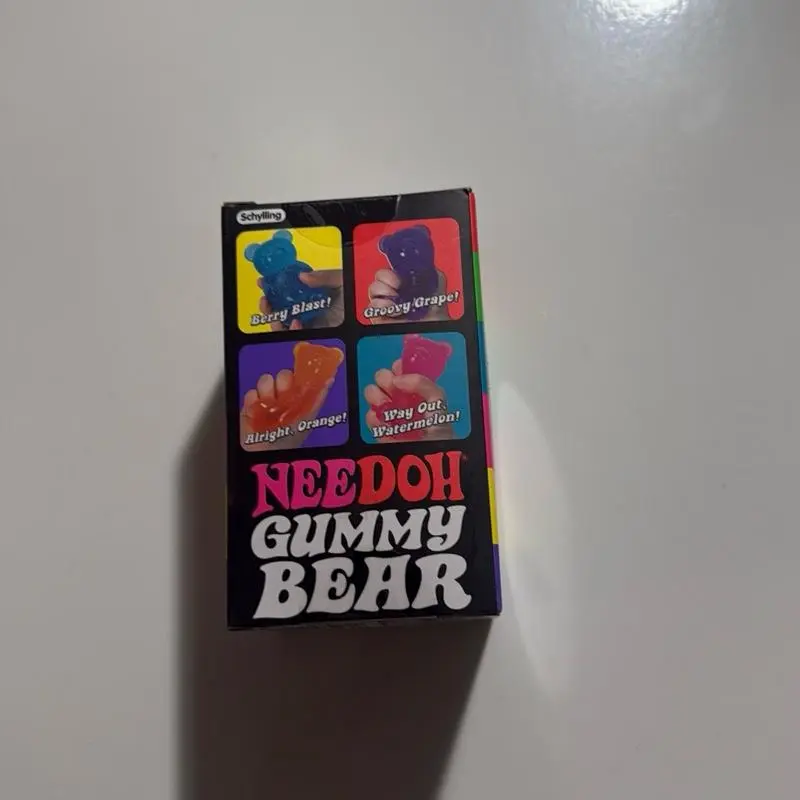 Schylling
Berry Blast!
Groovy Grape!
Alright, Orange!
Way Out,
Watermelon!
NEEDOH®
GUMMY
BEAR